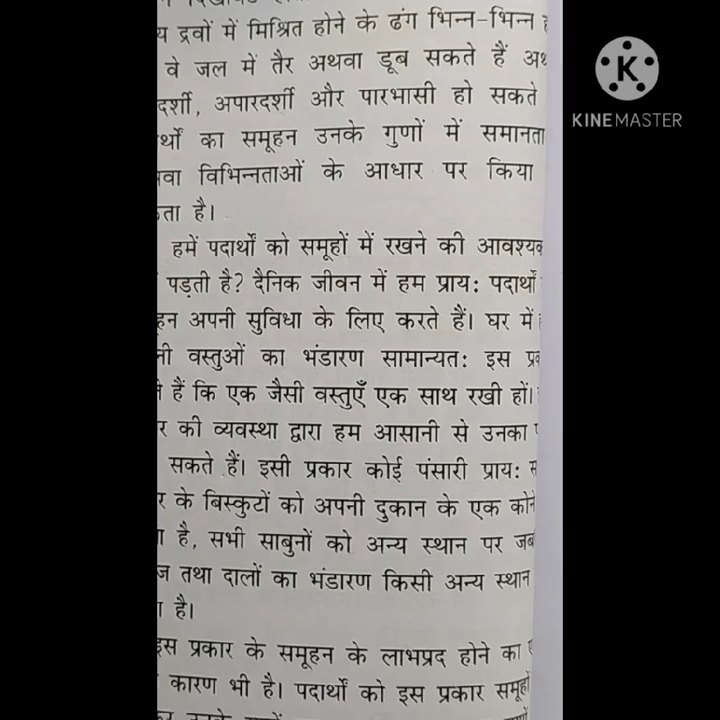 य द्रवों में मिश्रित होने के ढंग भिन्न-भिन्न
वे जल में तैर अथवा डूब सकते हैं
दर्शी, अपारदर्शी और पारभासी हो सकते
र्थों का समूहन उनके गुणों में समानता
वा विभिन्नताओं के आधार पर किया
ता है।
हमें पदार्थों को समूहों में रखने की आवश्यक
पड़ती है? दैनिक जीवन में हम प्राय: पदार्थों
हन अपनी सुविधा के लिए करते हैं। घर में
नी वस्तुओं का भंडारण सामान्यत: इस प्र
हैं कि एक जैसी वस्तुएँ एक साथ रखी हों।
र की व्यवस्था द्वारा हम आसानी से उनका
सकते हैं। इसी प्रकार कोई पंसारी प्राय: स
र के बिस्कुटों को अपनी दुकान के एक कोने
है, सभी साबुनों को अन्य स्थान पर जब
ज तथा दालों का भंडारण किसी अन्य स्थान
है।
इस प्रकार के समूहन के लाभप्रद होने का
कारण भी है। पदार्थों को इस प्रकार समूहों
K
KINEMASTER